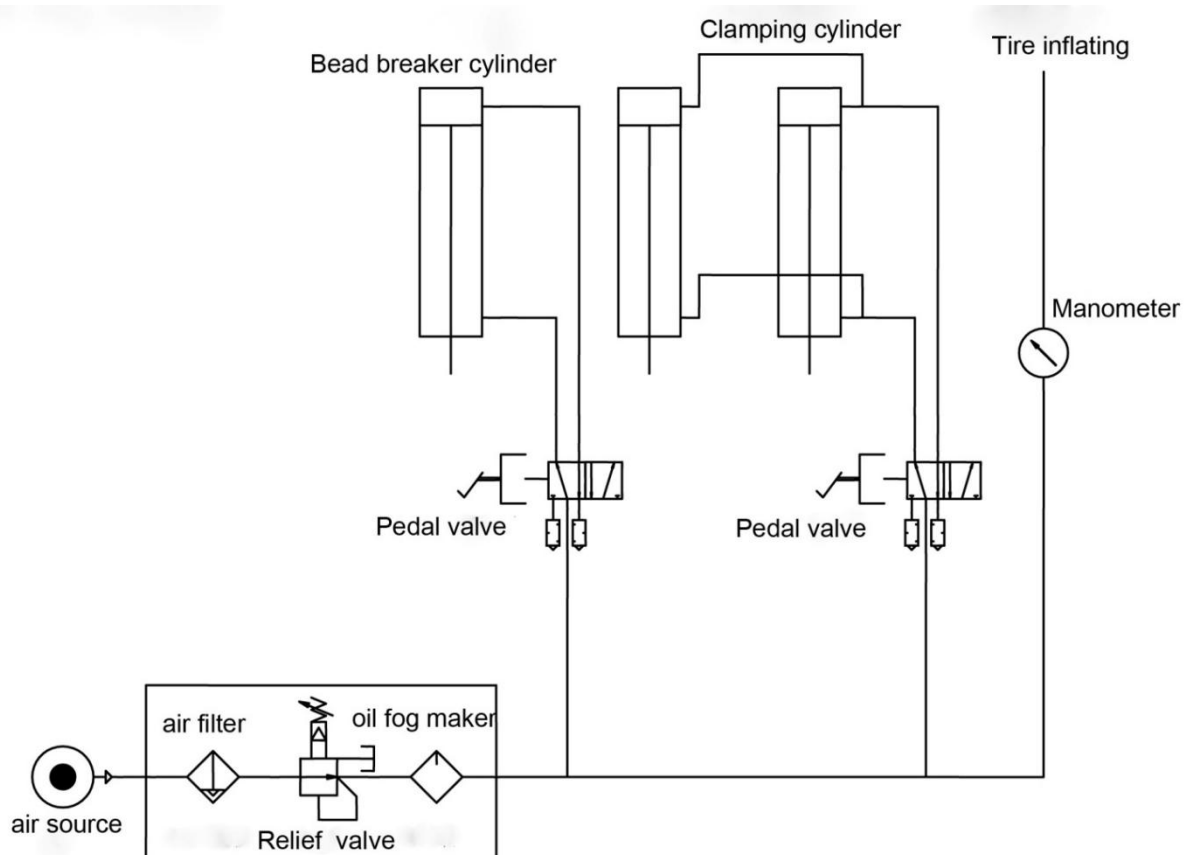 Clamping cylinder
Tire inflating
Bead breaker cylinder
Manometer
Pedal valve
Pedal valve
air filter
oil fog maker
air source
Relief valve